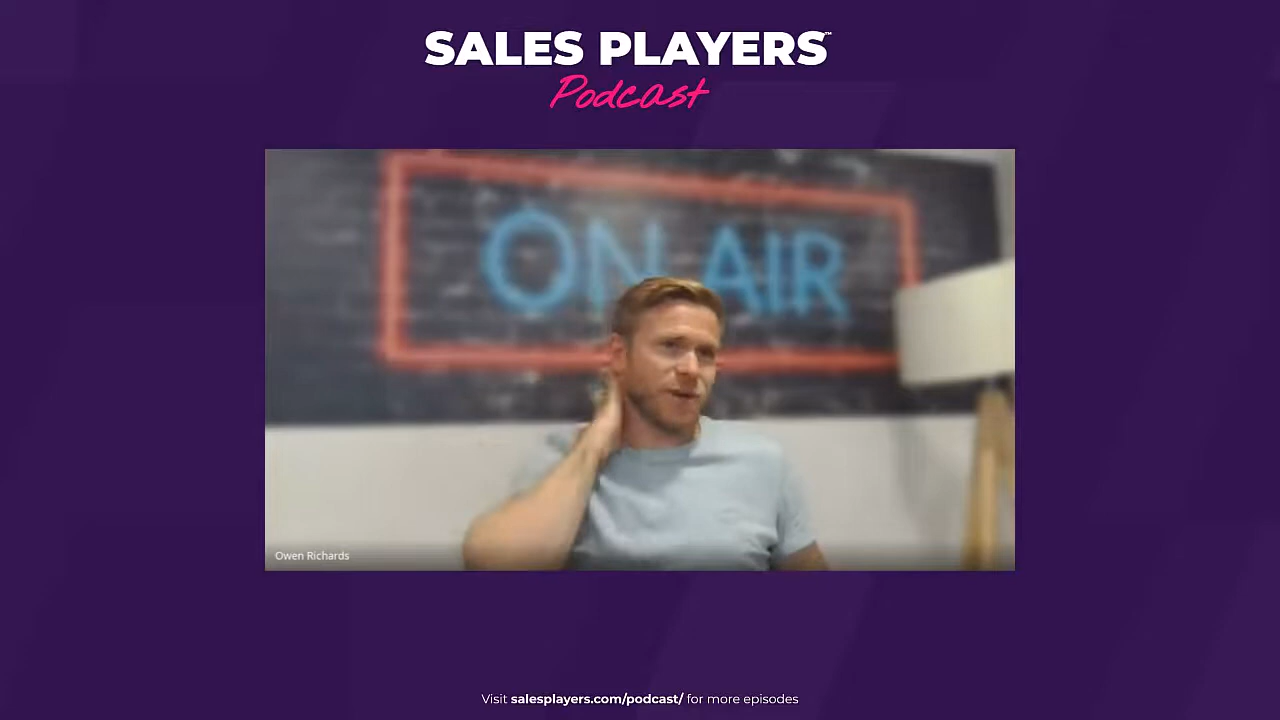 SALES PLAYERS™
Podcast
ON AIR
Owen Richards
Visit salesplayers.com/podcast/ for more episodes